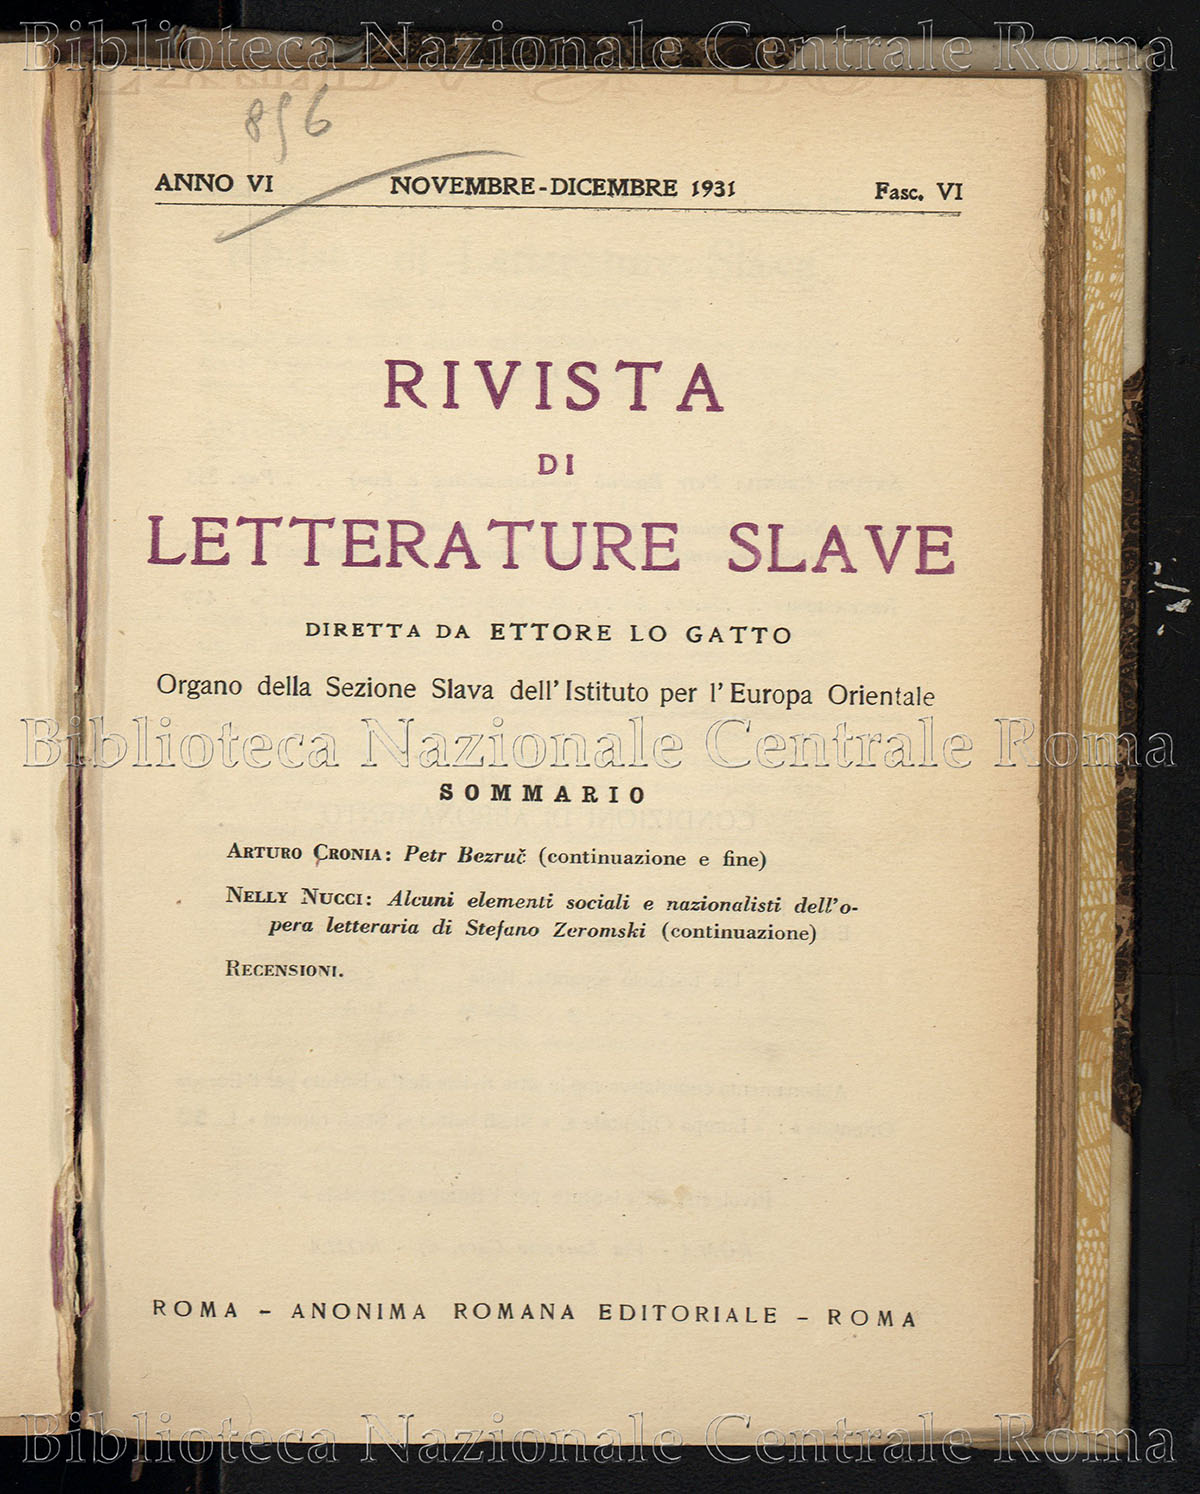 Biblioteca Nazionale Centrale Roma
856
ANNO VI NOVEMBRE-DICEMBRE 1931 Fasc. VI
RIVISTA
DI
LETTERATURE SLAVE
DIRETTA DA ETTORE LO GATTO
Organo della Sezione Slava dell'Istituto per l'Europa Orientale
Biblioteca Nazionale Centrale Roma
SOMMARIO
ARTURO CRONIA: Petr Bezruč (continuazione e fine)
NELLY NUCCI: Alcuni elementi sociali e nazionalisti dell'o-
pera letteraria di Stefano Zeromski (continuazione)
RECENSIONI.
ROMA - ANONIMA ROMANA EDITORIALE - ROMA
Biblioteca Nazionale Centrale Roma